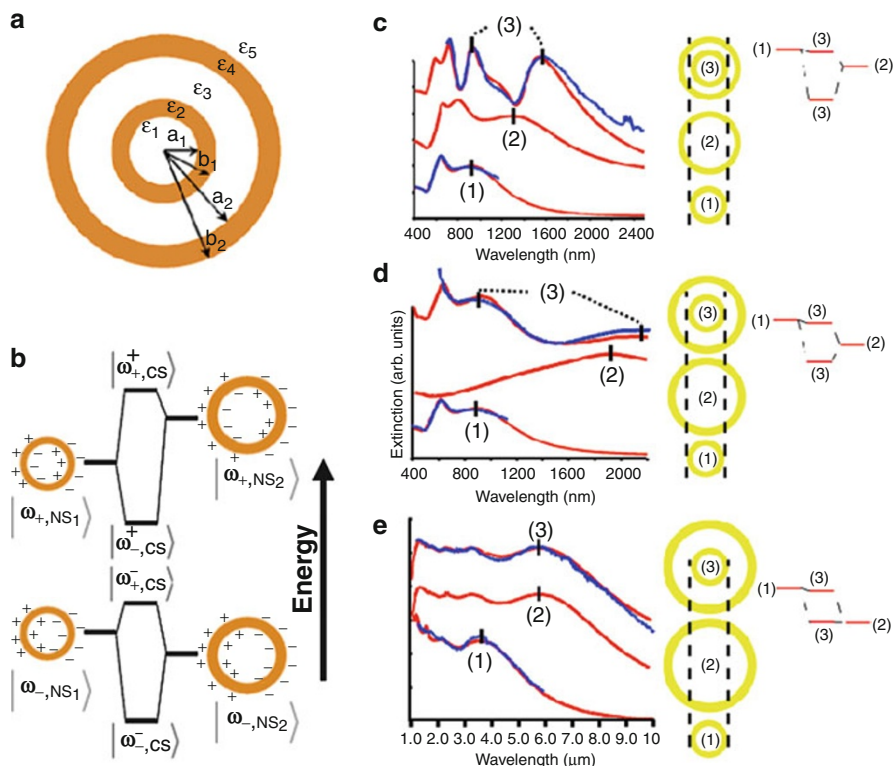 a
ε5
ε4
ε3
ε2
ε1
a1
b1
a2
b2
b
|ω+,CS+⟩
|ω+,NS1⟩
|ω+,NS2⟩
|ω−,CS+⟩
|ω+,CS−⟩
|ω−,NS1⟩
|ω−,NS2⟩
|ω−,CS−⟩
Energy
c
(3)
(2)
(1)
400 800 1200 1600 2000 2400
Wavelength (nm)
(3)
(2)
(1)
(1) (3) (2)
(3)
d
Extinction (arb. units)
(3)
(2)
(1)
400 800 1200 1600 2000
Wavelength (nm)
(3)
(2)
(1)
(1) (3) (2)
(3)
e
(3)
(2)
(1)
1.0 2.0 3.0 4.0 5.0 6.0 7.0 8.0 9.0 10
Wavelength (μm)
(3)
(2)
(1)
(1) (3)
(3) (2)